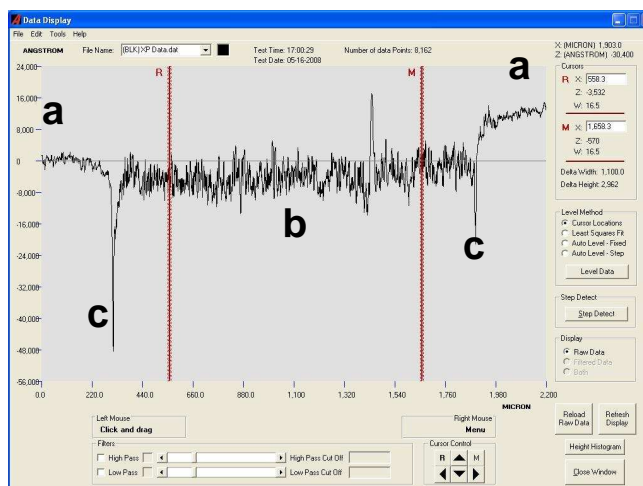 Data Display
File Edit Tools Help
ANGSTROM File Name: (BLK) XP Data.dat Test Time: 17:00:29 Number of data Points: 8,162
Test Date: 05-16-2008
X: (MICRON) 1,903.0
Z: (ANGSTROM) -30,400
24,000
16,000
8,000
0
-8,000
-16,000
-24,000
-32,000
-40,000
-48,000
-56,000
R
M
a
a
b
c
c
0.0 220.0 440.0 660.0 880.0 1,100 1,320 1,540 1,760 1,980 2,200
MICRON
Cursors
R X: 558.3
Z: -3,532
W: 16.5
M X: 1,658.3
Z: -570
W: 16.5
Delta Width: 1,100.0
Delta Height: 2,962
Level Method
Cursor Locations
Least Squares Fit
Auto Level - Fixed
Auto Level - Step
Level Data
Step Detect
Step Detect
Display
Raw Data
Filtered Data
Both
Left Mouse
Click and drag
Right Mouse
Menu
Filters
High Pass High Pass Cut Off
Low Pass Low Pass Cut Off
Cursor Control
R M
Reload Raw Data
Refresh Display
Height Histogram
Close Window